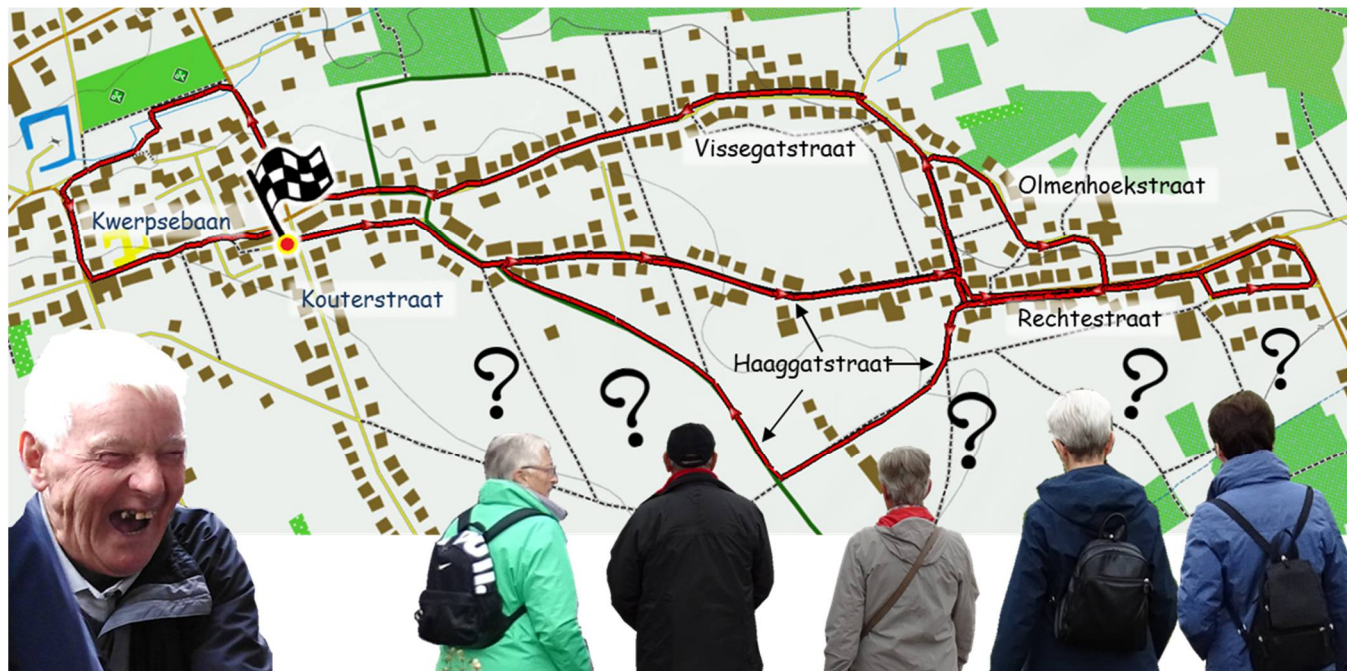 Vissegatstraat
Olmenhoekstraat
Kwerpsebaan
Kouterstraat
Rechtestraat
Haaggatstraat
?
?
?
?
?